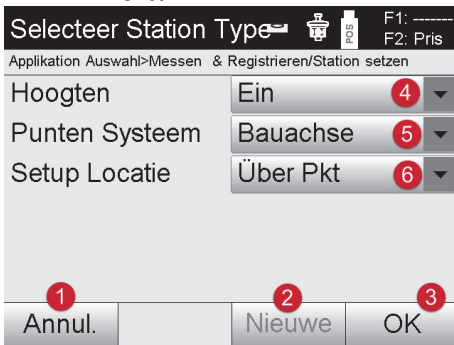 Selecteer Station Type
POS
F1: -------
F2: Pris
Applikation Auswahl>Messen & Registrieren/Station setzen
Hoogten Ein 4
Punten Systeem Bauachse 5
Setup Locatie Über Pkt 6
1 2 3
Annul. Nieuwe OK